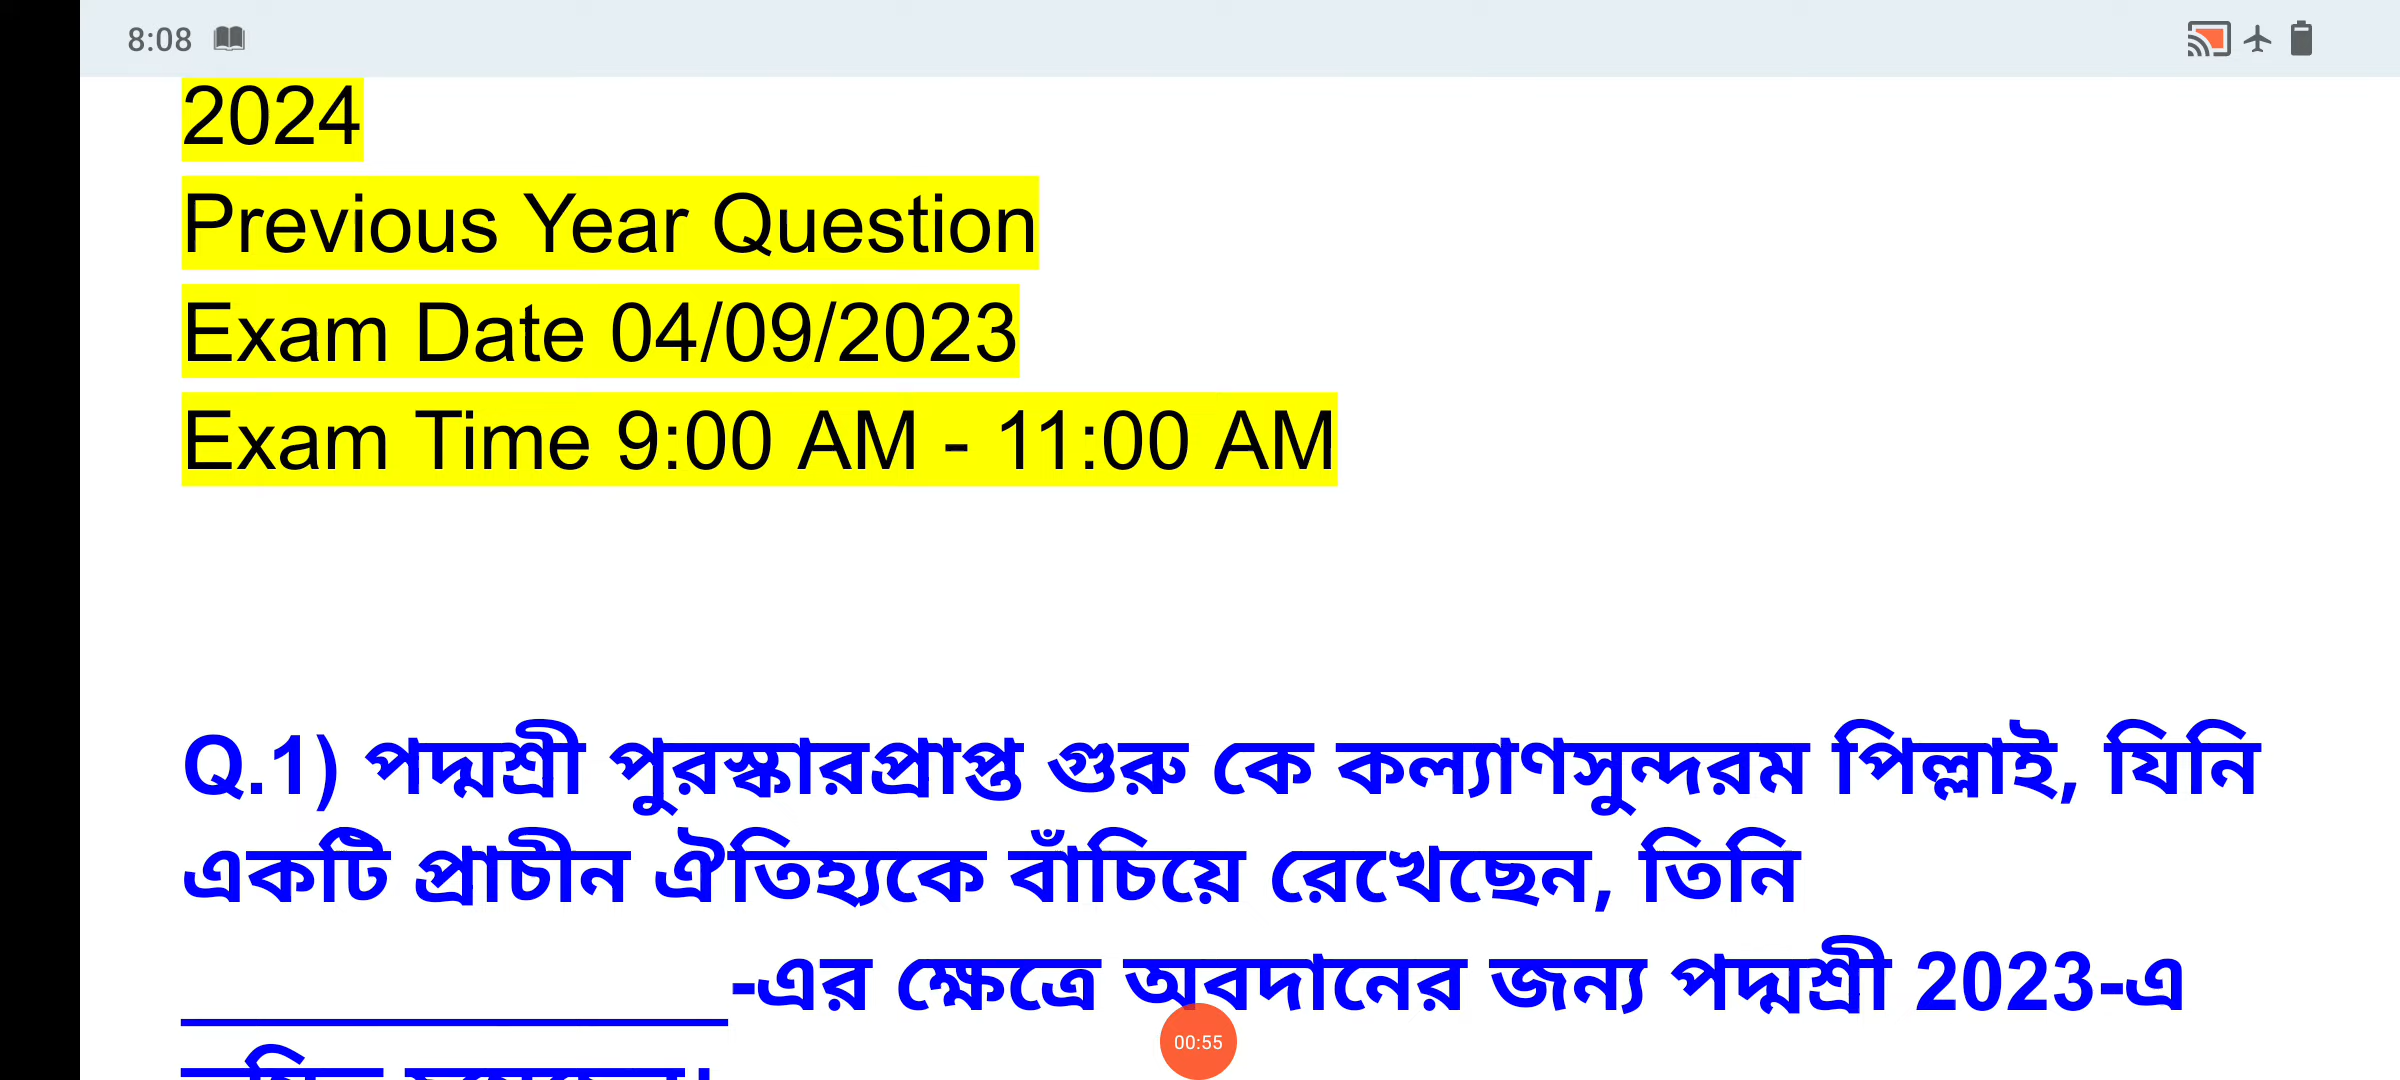 8:08
2024
Previous Year Question
Exam Date 04/09/2023
Exam Time 9:00 AM - 11:00 AM
Q.1) পদ্মশ্রী পুরস্কারপ্রাপ্ত গুরু কে কল্যাণসুন্দরম পিল্লাই, যিনি
একটি প্রাচীন ঐতিহ্যকে বাঁচিয়ে রেখেছেন, তিনি
______________-এর ক্ষেত্রে অবদানের জন্য পদ্মশ্রী 2023-এ
00:55